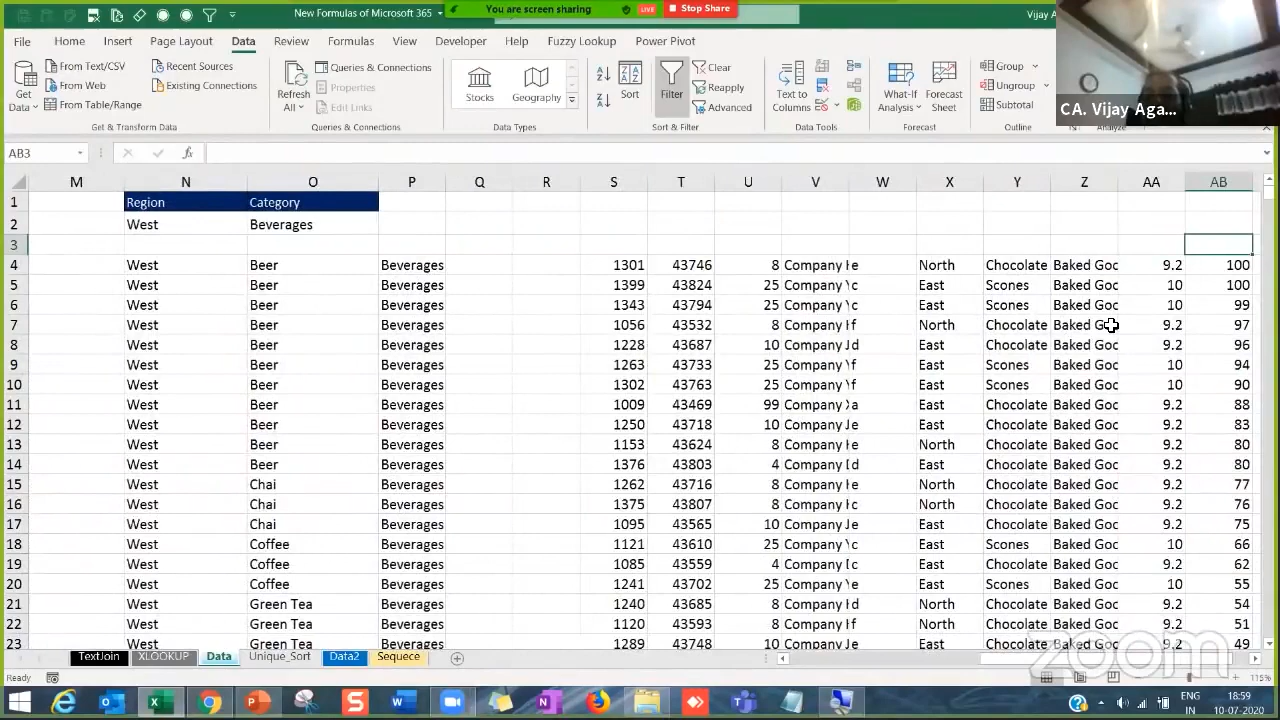 New Formulas of Microsoft 365
You are screen sharing
LIVE
Stop Share
Vijay A
File Home Insert Page Layout Data Review Formulas View Developer Help Fuzzy Lookup Power Pivot
CA. Vijay Aga...
Get Data
From Text/CSV
From Web
From Table/Range
Recent Sources
Existing Connections
Get & Transform Data
Refresh All
Queries & Connections
Properties
Edit Links
Queries & Connections
Stocks
Geography
Data Types
Sort
Filter
Clear
Reapply
Advanced
Sort & Filter
Text to Columns
Data Tools
What-If Analysis
Forecast Sheet
Forecast
Group
Ungroup
Subtotal
Outline
AB3 fx
M N O P Q R S T U V W X Y Z AA AB
1 Region Category
2 West Beverages
3
4 West Beer Beverages 1301 43746 8 Company e North Chocolate Baked Goo 9.2 100
5 West Beer Beverages 1399 43824 25 Company c East Scones Baked Goo 10 100
6 West Beer Beverages 1343 43794 25 Company c East Scones Baked Goo 10 99
7 West Beer Beverages 1056 43532 8 Company f North Chocolate Baked 9.2 97
8 West Beer Beverages 1228 43687 10 Company d East Chocolate Baked Goo 9.2 96
9 West Beer Beverages 1263 43733 25 Company f East Scones Baked Goo 10 94
10 West Beer Beverages 1302 43763 25 Company f East Scones Baked Goo 10 90
11 West Beer Beverages 1009 43469 99 Company a East Chocolate Baked Goo 9.2 88
12 West Beer Beverages 1250 43718 10 Company e East Chocolate Baked Goo 9.2 83
13 West Beer Beverages 1153 43624 8 Company e North Chocolate Baked Goo 9.2 80
14 West Beer Beverages 1376 43803 4 Company d East Chocolate Baked Goo 9.2 80
15 West Chai Beverages 1262 43716 8 Company e North Chocolate Baked Goo 9.2 77
16 West Chai Beverages 1375 43807 8 Company c North Chocolate Baked Goo 9.2 76
17 West Chai Beverages 1095 43565 10 Company e East Chocolate Baked Goo 9.2 75
18 West Coffee Beverages 1121 43610 25 Company c East Scones Baked Goo 10 66
19 West Coffee Beverages 1085 43559 4 Company c East Chocolate Baked Goo 9.2 62
20 West Coffee Beverages 1241 43702 25 Company e East Scones Baked Goo 10 55
21 West Green Tea Beverages 1240 43685 8 Company d North Chocolate Baked Goo 9.2 54
22 West Green Tea Beverages 1120 43593 8 Company f North Chocolate Baked Goo 9.2 51
23 West Green Tea Beverages 1289 43748 10 Company e East Chocolate Baked Goo 9.2 49
TextJoin XLOOKUP Data Unique_Sort Data2 Sequece
zoom
Ready
115%
ENG
IN
18:59
10-07-2020